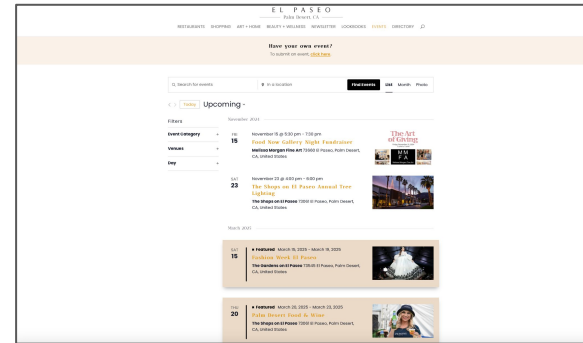 EL PASEO
Palm Desert, CA
RESTAURANTS SHOPPING ART + HOME BEAUTY + WELLNESS NEWSLETTER LOOKBOOKS EVENTS DIRECTORY
Have your own event?
To submit an event, click here.
Search for events
In a location
Find Events
List Month Photo
Today Upcoming
Filters
Event Category +
Venues +
Day +
November 2024
FRI
15
November 15 @ 5:30 pm - 7:30 pm
Food Now Gallery Night Fundraiser
Melissa Morgan Fine Art 73660 El Paseo, Palm Desert,
CA, United States
The Art
of Giving
MM
FA
SAT
23
November 23 @ 4:00 pm - 6:00 pm
The Shops on El Paseo Annual Tree
Lighting
The Shops on El Paseo 73061 El Paseo, Palm Desert,
CA, United States
March 2025
SAT
15
Featured March 15, 2025 - March 19, 2025
Fashion Week El Paseo
The Gardens on El Paseo 73545 El Paseo, Palm Desert,
CA, United States
THU
20
Featured March 20, 2025 - March 23, 2025
Palm Desert Food & Wine
The Shops on El Paseo 73061 El Paseo, Palm Desert,
CA, United States